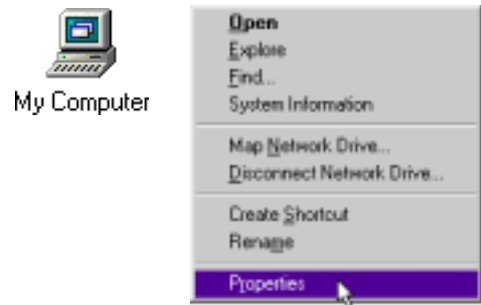 My Computer
Open
Explore
Find...
System Information
Map Network Drive...
Disconnect Network Drive...
Create Shortcut
Rename
Properties